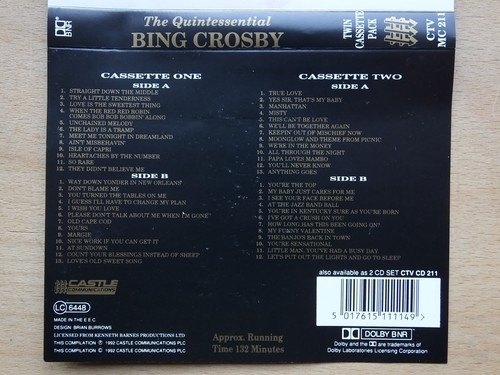 DOLBY B NR
The Quintessential
BING CROSBY
TWIN
CASSETTE
PACK
CTV
MC 211
CASSETTE ONE
SIDE A
1. STRAIGHT DOWN THE MIDDLE
2. TRY A LITTLE TENDERNESS
3. LOVE IS THE SWEETEST THING
4. WHEN THE RED RED ROBIN
COMES BOB BOB BOBBIN' ALONG
5. UNCHAINED MELODY
6. THE LADY IS A TRAMP
7. MEET ME TONIGHT IN DREAMLAND
8. AIN'T MISBEHAVIN'
9. ISLE OF CAPRI
10. HEARTACHES BY THE NUMBER
11. SO RARE
12. THEY DIDN'T BELIEVE ME
SIDE B
1. WAY DOWN YONDER IN NEW ORLEANS
2. DON'T BLAME ME
3. YOU TURNED THE TABLES ON ME
4. I GUESS I'LL HAVE TO CHANGE MY PLAN
5. I WISH YOU LOVE
6. PLEASE DON'T TALK ABOUT ME WHEN I'M GONE
7. OLD CAPE COD
8. YOURS
9. MARGIE
10. NICE WORK IF YOU CAN GET IT
11. AT SUNDOWN
12. COUNT YOUR BLESSINGS INSTEAD OF SHEEP
13. LOVE'S OLD SWEET SONG
CASSETTE TWO
SIDE A
1. TRUE LOVE
2. YES SIR, THAT'S MY BABY
3. MANHATTAN
4. MISTY
5. THIS CAN'T BE LOVE
6. WE'LL BE TOGETHER AGAIN
7. KEEPIN' OUT OF MISCHIEF NOW
8. MOONGLOW AND THEME FROM PICNIC
9. WE'RE IN THE MONEY
10. ALL THROUGH THE NIGHT
11. PAPA LOVES MAMBO
12. YOU'LL NEVER KNOW
13. ANYTHING GOES
SIDE B
1. YOU'RE THE TOP
2. MY BABY JUST CARES FOR ME
3. I SEE YOUR FACE BEFORE ME
4. AT THE JAZZ BAND BALL
5. YOU'RE IN KENTUCKY SURE AS YOU'RE BORN
6. I'VE GOT A CRUSH ON YOU
7. HOW LONG HAS THIS BEEN GOING ON
8. MY FUNNY VALENTINE
9. THE BANJO'S BACK IN TOWN
10. YOU'RE SENSATIONAL
11. LITTLE MAN, YOU'VE HAD A BUSY DAY
12. LET'S PUT OUT THE LIGHTS AND GO TO SLEEP
CASTLE
COMMUNICATIONS
LC 6448
MADE IN THE E E C
DESIGN BRIAN BURROWS
LICENSED FROM KENNETH BARNES PRODUCTIONS LTD
THIS COMPILATION ℗ 1992 CASTLE COMMUNICATIONS PLC
THIS COMPILATION © 1992 CASTLE COMMUNICATIONS PLC
Approx. Running
Time 132 Minutes
also available as 2 CD SET CTV CD 211
5 017615 111149 >
DOLBY B NR
Dolby and the are trademarks of
Dolby Laboratories Licensing Corporation